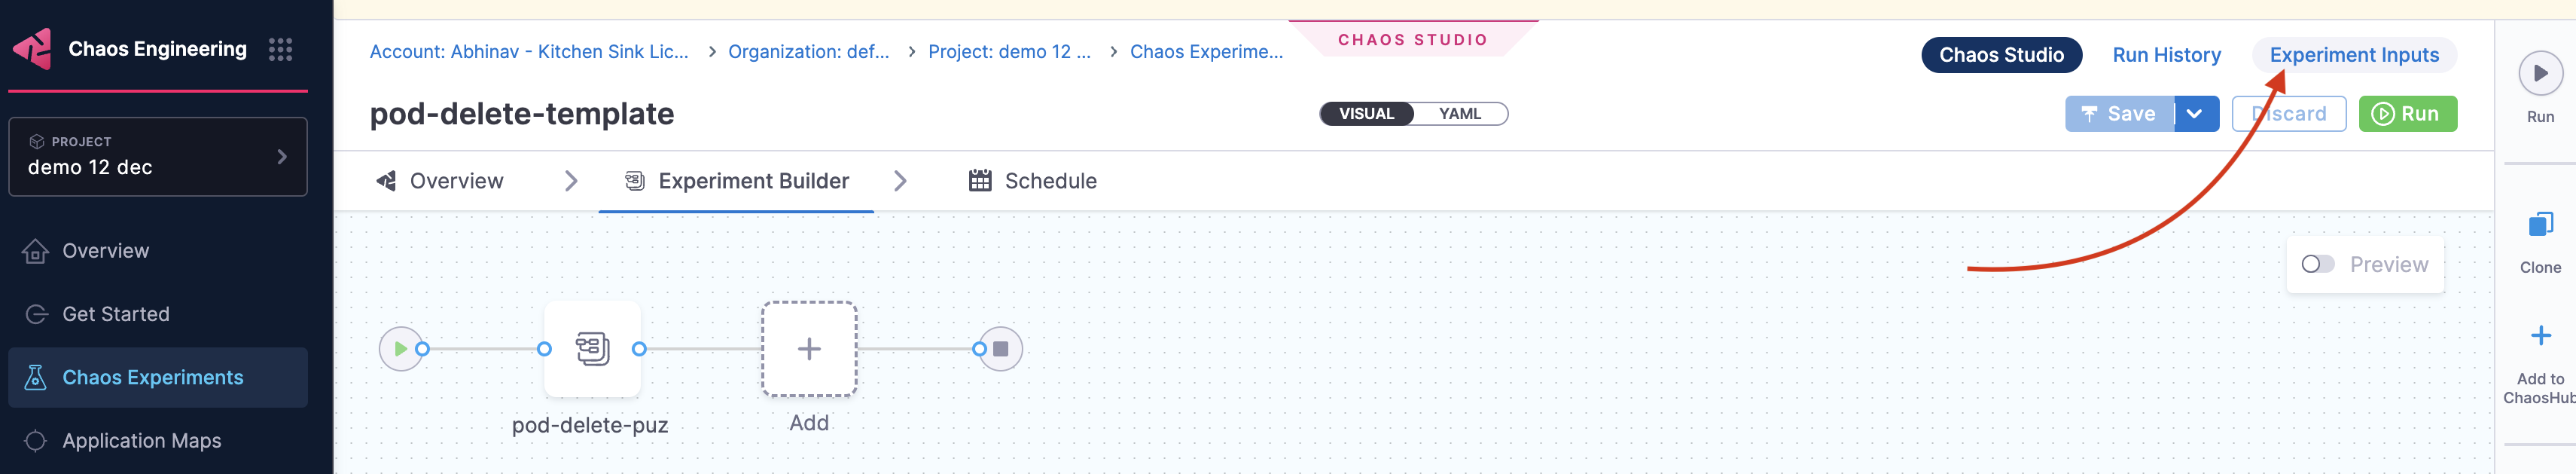 Chaos Engineering
PROJECT
demo 12 dec
Overview
Get Started
Chaos Experiments
Application Maps
Account: Abhinav - Kitchen Sink Lic... > Organization: def... > Project: demo 12 ... > Chaos Experime...
CHAOS STUDIO
Chaos Studio Run History Experiment Inputs
pod-delete-template
VISUAL YAML
Save Discard Run
Overview Experiment Builder Schedule
Preview
pod-delete-puz
Add
Run
Clone
Add to
ChaosHub